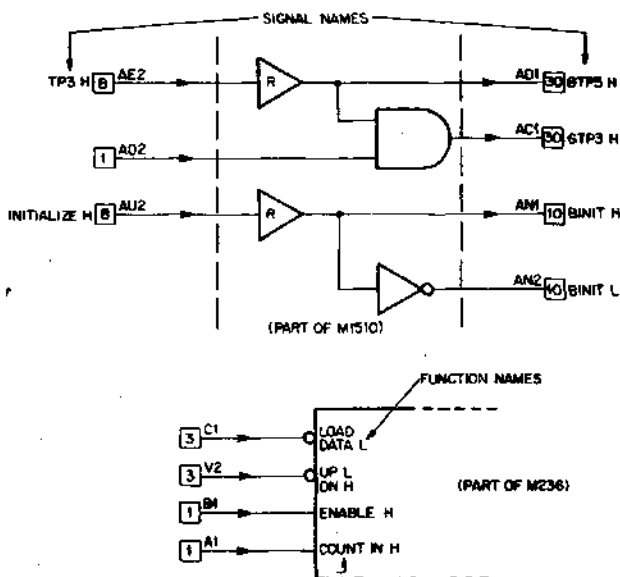 SIGNAL NAMES
TP3 H 8 AE2 R AD1 30 BTP3 H
1 AD2 AC1 30 GTP3 H
INITIALIZE H 8 AU2 R AN1 10 BINIT H
AN2 10 BINIT L
(PART OF M1510)
FUNCTION NAMES
3 C1 LOAD
DATA L
3 V2 UP L
DN H
(PART OF M236)
1 B1 ENABLE H
1 A1 COUNT IN H